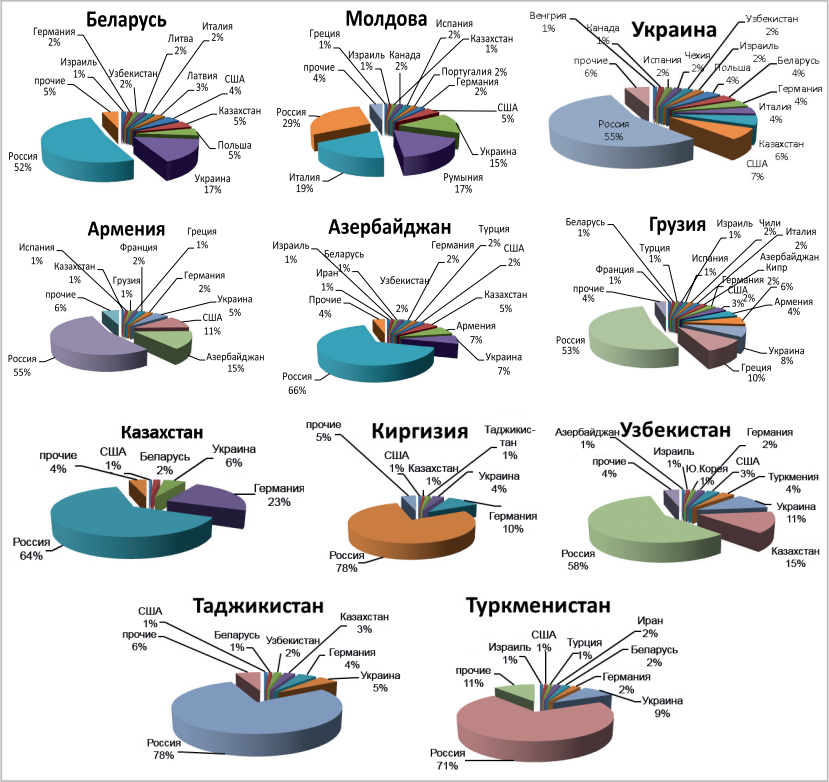 Беларусь
Германия
2%
Италия
2%
Литва
2%
Израиль
1%
Узбекистан
2%
Латвия
3%
США
4%
прочие
5%
Казахстан
5%
Польша
5%
Россия
52%
Украина
17%
Молдова
Греция
1%
Испания
2%
Израиль
1%
Канада
2%
Казахстан
1%
прочие
4%
Португалия 2%
Германия
2%
США
5%
Россия
29%
Украина
15%
Италия
19%
Румыния
17%
Украина
Венгрия
1%
Канада
1%
Узбекистан
2%
Испания
2%
Чехия
2%
Израиль
2%
прочие
6%
Польша
4%
Беларусь
4%
Германия
4%
Италия
4%
Россия
55%
Казахстан
6%
США
7%
Армения
Испания
1%
Франция
2%
Греция
1%
Казахстан
1%
Грузия
1%
Германия
2%
прочие
6%
Украина
5%
США
11%
Россия
55%
Азербайджан
15%
Азербайджан
Израиль
1%
Беларусь
1%
Германия
2%
Турция
2%
США
2%
Иран
1%
Узбекистан
2%
Прочие
4%
Казахстан
5%
Армения
7%
Украина
7%
Россия
66%
Грузия
Беларусь
1%
Турция
1%
Израиль
1%
Чили
2%
Италия
2%
Испания
1%
Франция
1%
Азербайджан
6%
Кипр
2%
Германия
2%
прочие
4%
США
3%
Армения
4%
Россия
53%
Украина
8%
Греция
10%
Казахстан
прочие
4%
США
1%
Беларусь
2%
Украина
6%
Германия
23%
Россия
64%
Киргизия
прочие
5%
США
1%
Казахстан
1%
Таджикис-
тан
1%
Украина
4%
Германия
10%
Россия
78%
Узбекистан
Азербайджан
1%
Израиль
1%
Германия
2%
прочие
4%
Ю.Корея
1%
США
3%
Туркмения
4%
Украина
11%
Россия
58%
Казахстан
15%
Таджикистан
США
1%
прочие
6%
Беларусь
1%
Узбекистан
2%
Казахстан
3%
Германия
4%
Украина
5%
Россия
78%
Туркменистан
США
1%
Израиль
1%
Турция
1%
Иран
2%
Беларусь
2%
прочие
11%
Германия
2%
Украина
9%
Россия
71%